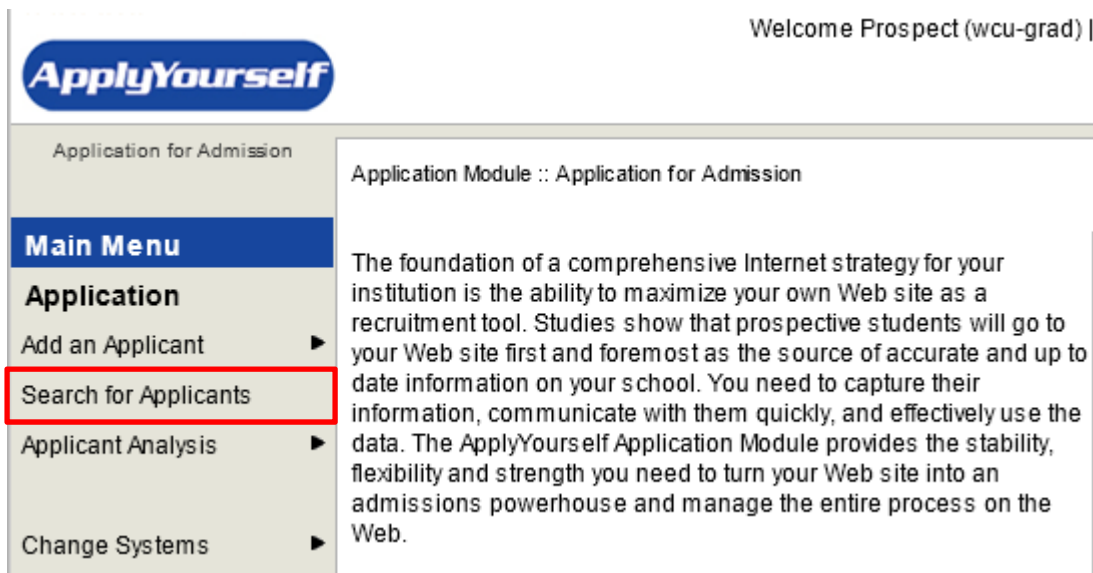 Welcome Prospect (wcu-grad) |
ApplyYourself
Application for Admission
Application Module :: Application for Admission
Main Menu
Application
Add an Applicant
Search for Applicants
Applicant Analysis
Change Systems
The foundation of a comprehensive Internet strategy for your
institution is the ability to maximize your own Web site as a
recruitment tool. Studies show that prospective students will go to
your Web site first and foremost as the source of accurate and up to
date information on your school. You need to capture their
information, communicate with them quickly, and effectively use the
data. The ApplyYourself Application Module provides the stability,
flexibility and strength you need to turn your Web site into an
admissions powerhouse and manage the entire process on the
Web.